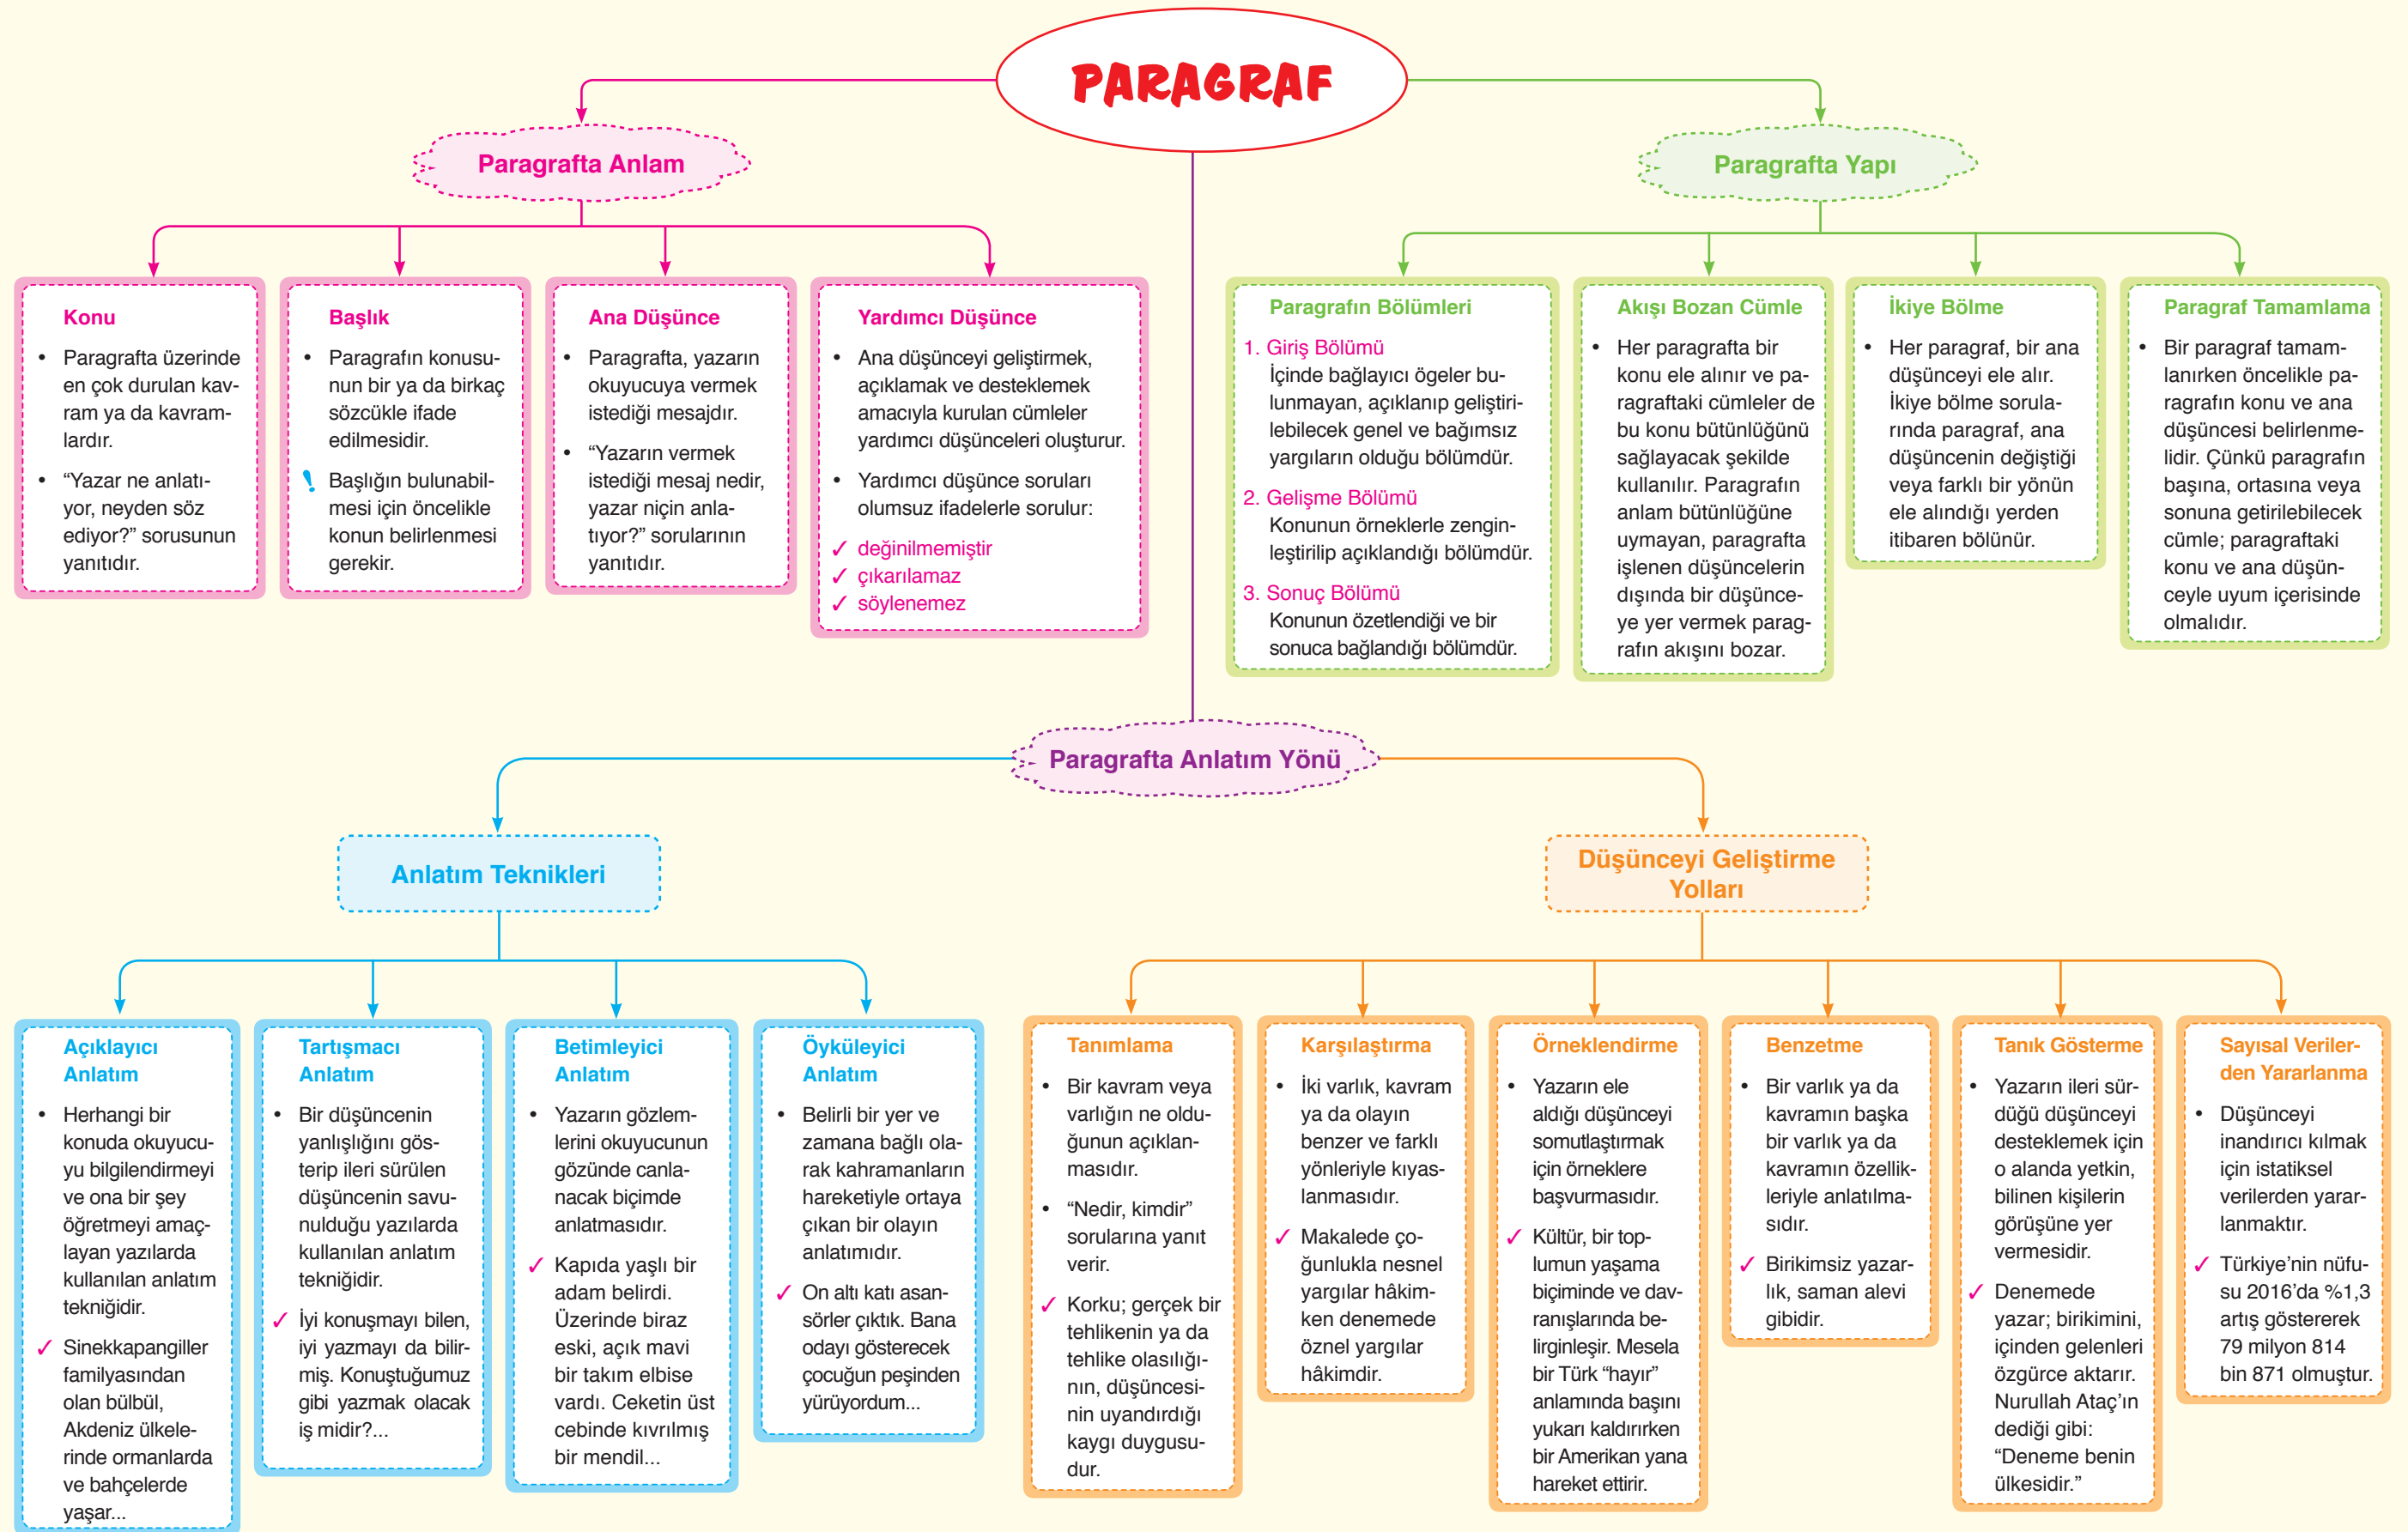 PARAGRAF
Paragrafta Anlam
Konu
• Paragrafta üzerinde
en çok durulan kav-
ram ya da kavram-
lardır.
• “Yazar ne anlatı-
yor, neyden söz
ediyor?” sorusunun
yanıtıdır.
Başlık
• Paragrafın konusu-
nun bir ya da birkaç
sözcükle ifade
edilmesidir.
! Başlığın bulunabil-
mesi için öncelikle
konun belirlenmesi
gerekir.
Ana Düşünce
• Paragrafta, yazarın
okuyucuya vermek
istediği mesajdır.
• “Yazarın vermek
istediği mesaj nedir,
yazar niçin anla-
tıyor?” sorularının
yanıtıdır.
Yardımcı Düşünce
• Ana düşünceyi geliştirmek,
açıklamak ve desteklemek
amacıyla kurulan cümleler
yardımcı düşünceleri oluşturur.
• Yardımcı düşünce soruları
olumsuz ifadelerle sorulur:
✓ değinilmemiştir
✓ çıkarılamaz
✓ söylenemez
Paragrafta Yapı
Paragrafın Bölümleri
1. Giriş Bölümü
İçinde bağlayıcı ögeler bu-
lunmayan, açıklanıp geliştiri-
lebilecek genel ve bağımsız
yargıların olduğu bölümdür.
2. Gelişme Bölümü
Konunun örneklerle zengin-
leştirilip açıklandığı bölümdür.
3. Sonuç Bölümü
Konunun özetlendiği ve bir
sonuca bağlandığı bölümdür.
Akışı Bozan Cümle
• Her paragrafta bir
konu ele alınır ve pa-
ragraftaki cümleler de
bu konu bütünlüğünü
sağlayacak şekilde
kullanılır. Paragrafın
anlam bütünlüğüne
uymayan, paragrafta
işlenen düşüncelerin
dışında bir düşünce-
ye yer vermek parag-
rafın akışını bozar.
İkiye Bölme
• Her paragraf, bir ana
düşünceyi ele alır.
İkiye bölme sorula-
rında paragraf, ana
düşüncenin değiştiği
veya farklı bir yönün
ele alındığı yerden
itibaren bölünür.
Paragraf Tamamlama
• Bir paragraf tamam-
lanırken öncelikle pa-
ragrafın konu ve ana
düşüncesi belirlenme-
lidir. Çünkü paragrafın
başına, ortasına veya
sonuna getirilebilecek
cümle; paragraftaki
konu ve ana düşün-
ceyle uyum içerisinde
olmalıdır.
Paragrafta Anlatım Yönü
Anlatım Teknikleri
Açıklayıcı
Anlatım
• Herhangi bir
konuda okuyucu-
yu bilgilendirmeyi
ve ona bir şey
öğretmeyi amaç-
layan yazılarda
kullanılan anlatım
tekniğidir.
✓ Sinekkapangiller
familyasından
olan bülbül,
Akdeniz ülkele-
rinde ormanlarda
ve bahçelerde
yaşar...
Tartışmacı
Anlatım
• Bir düşüncenin
yanlışlığını gös-
terip ileri sürülen
düşüncenin savu-
nulduğu yazılarda
kullanılan anlatım
tekniğidir.
✓ İyi konuşmayı bilen,
iyi yazmayı da bilir-
miş. Konuştuğumuz
gibi yazmak olacak
iş midir?...
Betimleyici
Anlatım
• Yazarın gözlem-
lerini okuyucunun
gözünde canla-
nacak biçimde
anlatmasıdır.
✓ Kapıda yaşlı bir
adam belirdi.
Üzerinde biraz
eski, açık mavi
bir takım elbise
vardı. Ceketin üst
cebinde kıvrılmış
bir mendil...
Öyküleyici
Anlatım
• Belirli bir yer ve
zamana bağlı ola-
rak kahramanların
hareketiyle ortaya
çıkan bir olayın
anlatımıdır.
✓ On altı katı asan-
sörler çıktık. Bana
odayı gösterecek
çocuğun peşinden
yürüyordum...
Düşünceyi Geliştirme
Yolları
Tanımlama
• Bir kavram veya
varlığın ne oldu-
ğunun açıklan-
masıdır.
• “Nedir, kimdir”
sorularına yanıt
verir.
✓ Korku; gerçek bir
tehlikenin ya da
tehlike olasılığı-
nın, düşüncesi-
nin uyandırdığı
kaygı duygusu-
dur.
Karşılaştırma
• İki varlık, kavram
ya da olayın
benzer ve farklı
yönleriyle kıyas-
lanmasıdır.
✓ Makalede ço-
ğunlukla nesnel
yargılar hâkim-
ken denemede
öznel yargılar
hâkimdir.
Örneklendirme
• Yazarın ele
aldığı düşünceyi
somutlaştırmak
için örneklere
başvurmasıdır.
✓ Kültür, bir top-
lumun yaşama
biçiminde ve dav-
ranışlarında be-
lirginleşir. Mesela
bir Türk “hayır”
anlamında başını
yukarı kaldırırken
bir Amerikan yana
hareket ettirir.
Benzetme
• Bir varlık ya da
kavramın başka
bir varlık ya da
kavramın özellik-
leriyle anlatılma-
sıdır.
✓ Birikimsiz yazar-
lık, saman alevi
gibidir.
Tanık Gösterme
• Yazarın ileri sür-
düğü düşünceyi
desteklemek için
o alanda yetkin,
bilinen kişilerin
görüşüne yer
vermesidir.
✓ Denemede
yazar; birikimini,
içinden gelenleri
özgürce aktarır.
Nurullah Ataç’ın
dediği gibi:
“Deneme benin
ülkesidir.”
Sayısal Veriler-
den Yararlanma
• Düşünceyi
inandırıcı kılmak
için istatiksel
verilerden yarar-
lanmaktır.
✓ Türkiye’nin nüfu-
su 2016’da %1,3
artış göstererek
79 milyon 814
bin 871 olmuştur.